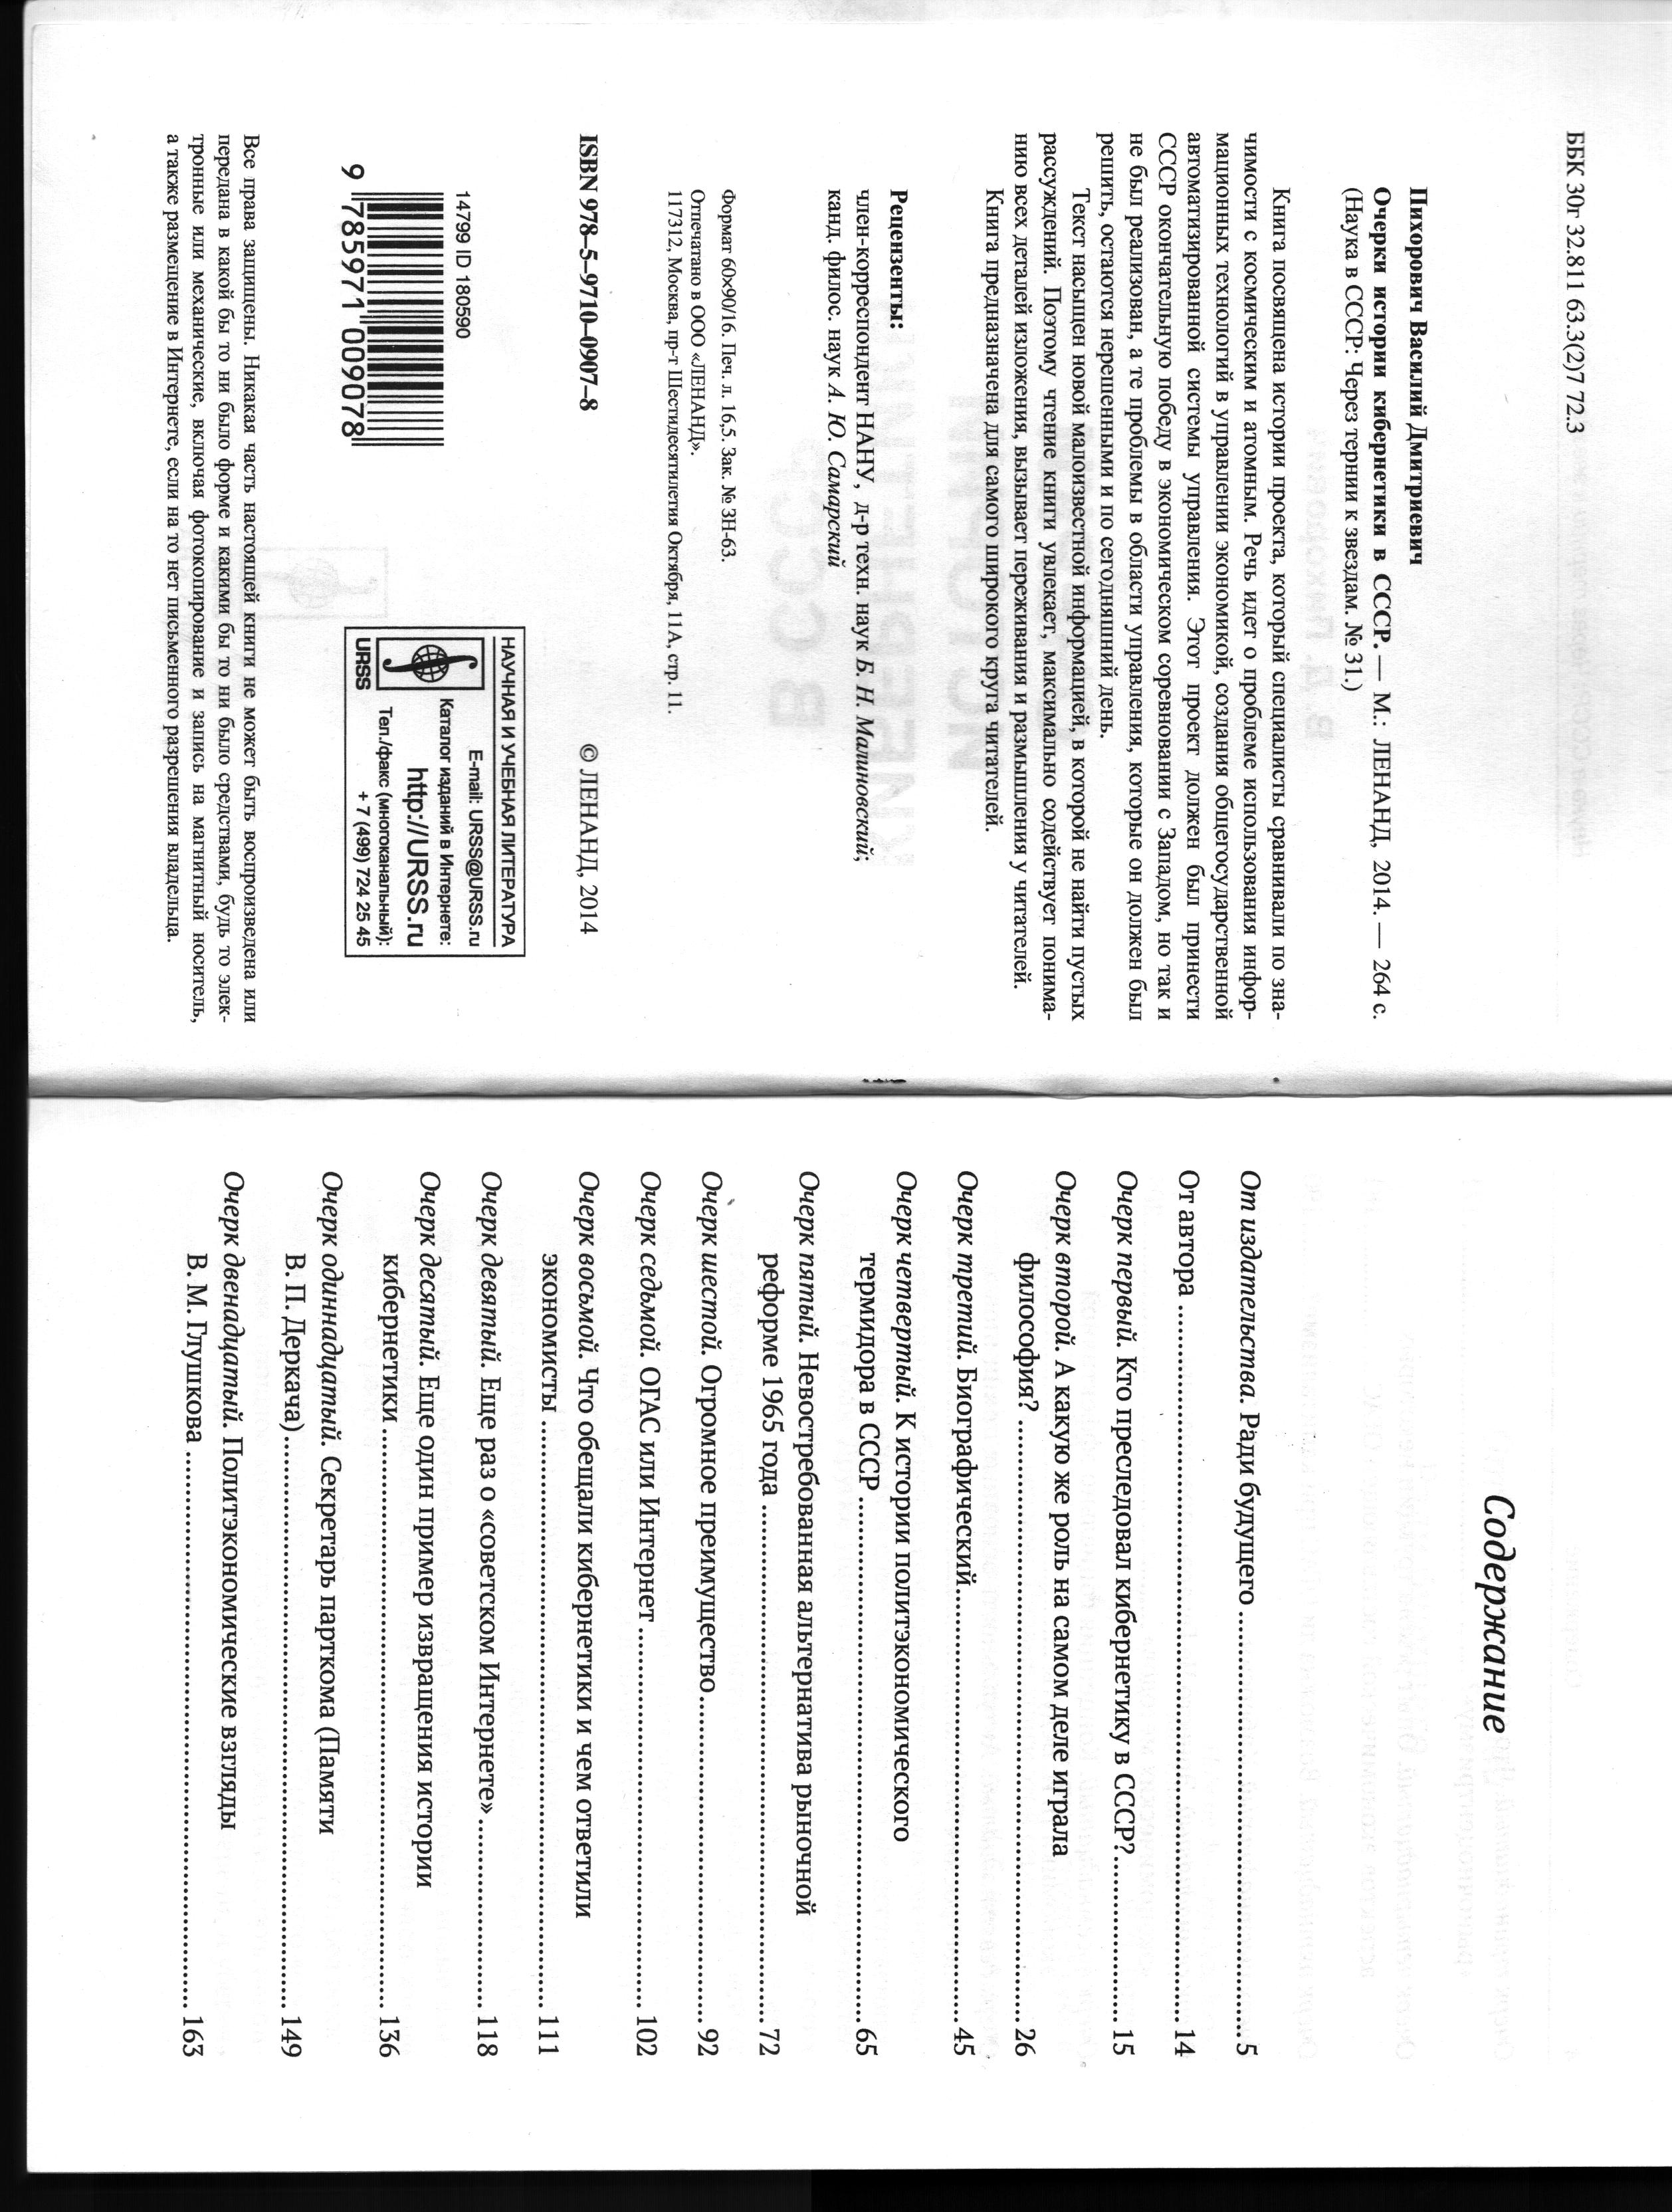 ББК 30г 32.811 63.3(2)7 72.3
Пихорович Василий Дмитриевич
Очерки истории кибернетики в СССР. — М.: ЛЕНАНД, 2014. — 264 с.
(Наука в СССР: Через тернии к звездам. № 31.)
Книга посвящена истории проекта, который специалисты сравнивали по зна-
чимости с космическим и атомным. Речь идет о проблеме использования инфор-
мационных технологий в управлении экономикой, создания общегосударственной
автоматизированной системы управления. Этот проект должен был принести
СССР окончательную победу в экономическом соревновании с Западом, но так и
не был реализован, а те проблемы в области управления, которые он должен был
решить, остаются нерешенными и по сегодняшний день.
Текст насыщен новой малоизвестной информацией, в которой не найти пустых
рассуждений. Поэтому чтение книги увлекает, максимально содействует понима-
нию всех деталей изложения, вызывает переживания и размышления у читателей.
Книга предназначена для самого широкого круга читателей.
Рецензенты:
член-корреспондент НАНУ, д-р техн. наук Б. Н. Малиновский;
канд. филос. наук А. Ю. Самарский
Формат 60х90/16. Печ. л. 16,5. Зак. № ЗН-63.
Отпечатано в ООО «ЛЕНАНД».
117312, Москва, пр-т Шестидесятилетия Октября, 11А, стр. 11.
ISBN 978–5–9710–0907–8
© ЛЕНАНД, 2014
14799 ID 180590
9 785971 009078
НАУЧНАЯ И УЧЕБНАЯ ЛИТЕРАТУРА
E-mail: URSS@URSS.ru
Каталог изданий в Интернете:
http://URSS.ru
Тел./факс (многоканальный):
+ 7 (499) 724 25 45
URSS
Все права защищены. Никакая часть настоящей книги не может быть воспроизведена или
передана в какой бы то ни было форме и какими бы то ни было средствами, будь то элек-
тронные или механические, включая фотокопирование и запись на магнитный носитель,
а также размещение в Интернете, если на то нет письменного разрешения владельца.
Содержание
От издательства. Ради будущего ........ 5
От автора ........ 14
Очерк первый. Кто преследовал кибернетику в СССР? ........ 15
Очерк второй. А какую же роль на самом деле играла
философия? ........ 26
Очерк третий. Биографический ........ 45
Очерк четвертый. К истории политэкономического
термидора в СССР ........ 65
Очерк пятый. Невостребованная альтернатива рыночной
реформе 1965 года ........ 72
Очерк шестой. Огромное преимущество ........ 92
Очерк седьмой. ОГАС или Интернет ........ 102
Очерк восьмой. Что обещали кибернетики и чем ответили
экономисты ........ 111
Очерк девятый. Еще раз о «советском Интернете» ........ 118
Очерк десятый. Еще один пример извращения истории
кибернетики ........ 136
Очерк одиннадцатый. Секретарь парткома (Памяти
В. П. Деркача) ........ 149
Очерк двенадцатый. Политэкономические взгляды
В. М. Глушкова ........ 163